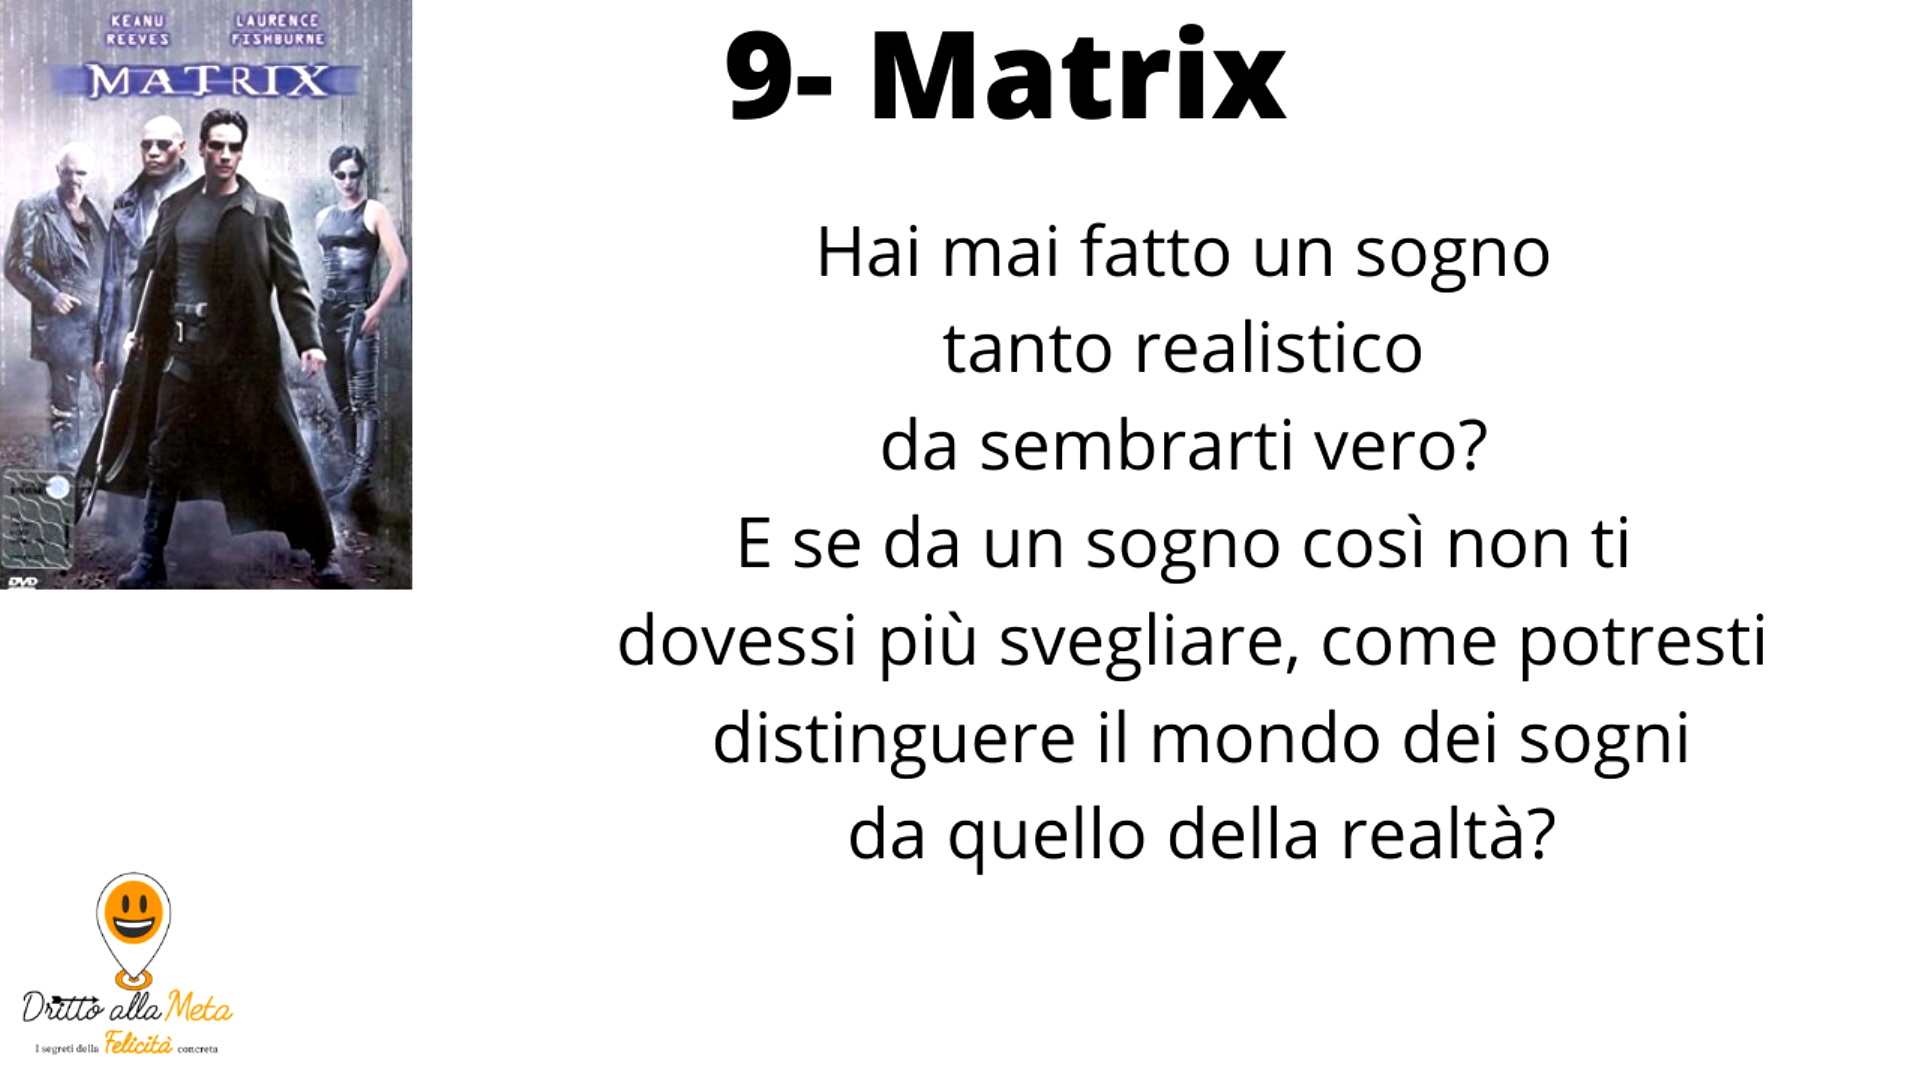 KEANU REEVES
LAURENCE FISHBURNE
MATRIX
DVD
9- Matrix
Hai mai fatto un sogno
tanto realistico
da sembrarti vero?
E se da un sogno così non ti
dovessi più svegliare, come potresti
distinguere il mondo dei sogni
da quello della realtà?
Dritto alla Meta
I segreti della Felicità concreta